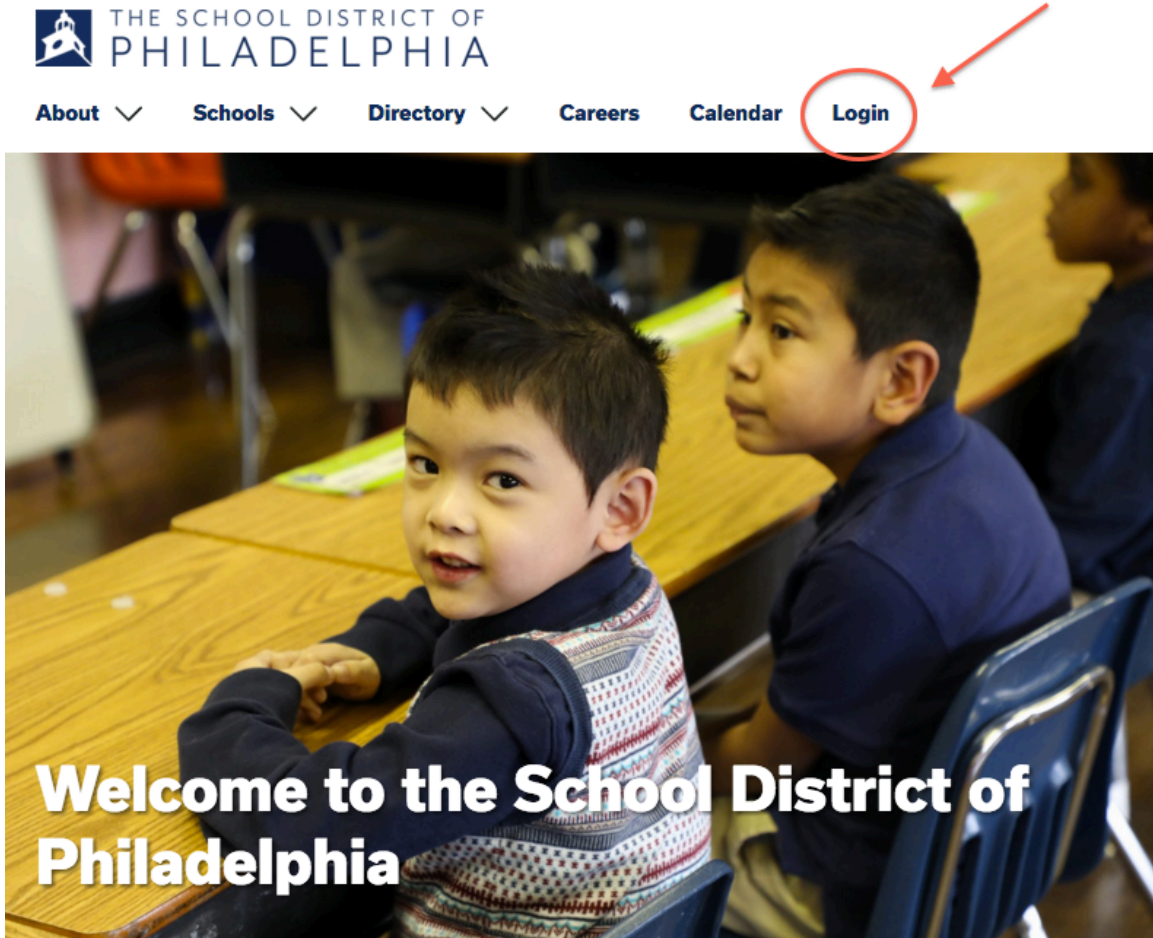 THE SCHOOL DISTRICT OF
PHILADELPHIA
About Schools Directory Careers Calendar Login
Welcome to the School District of
Philadelphia